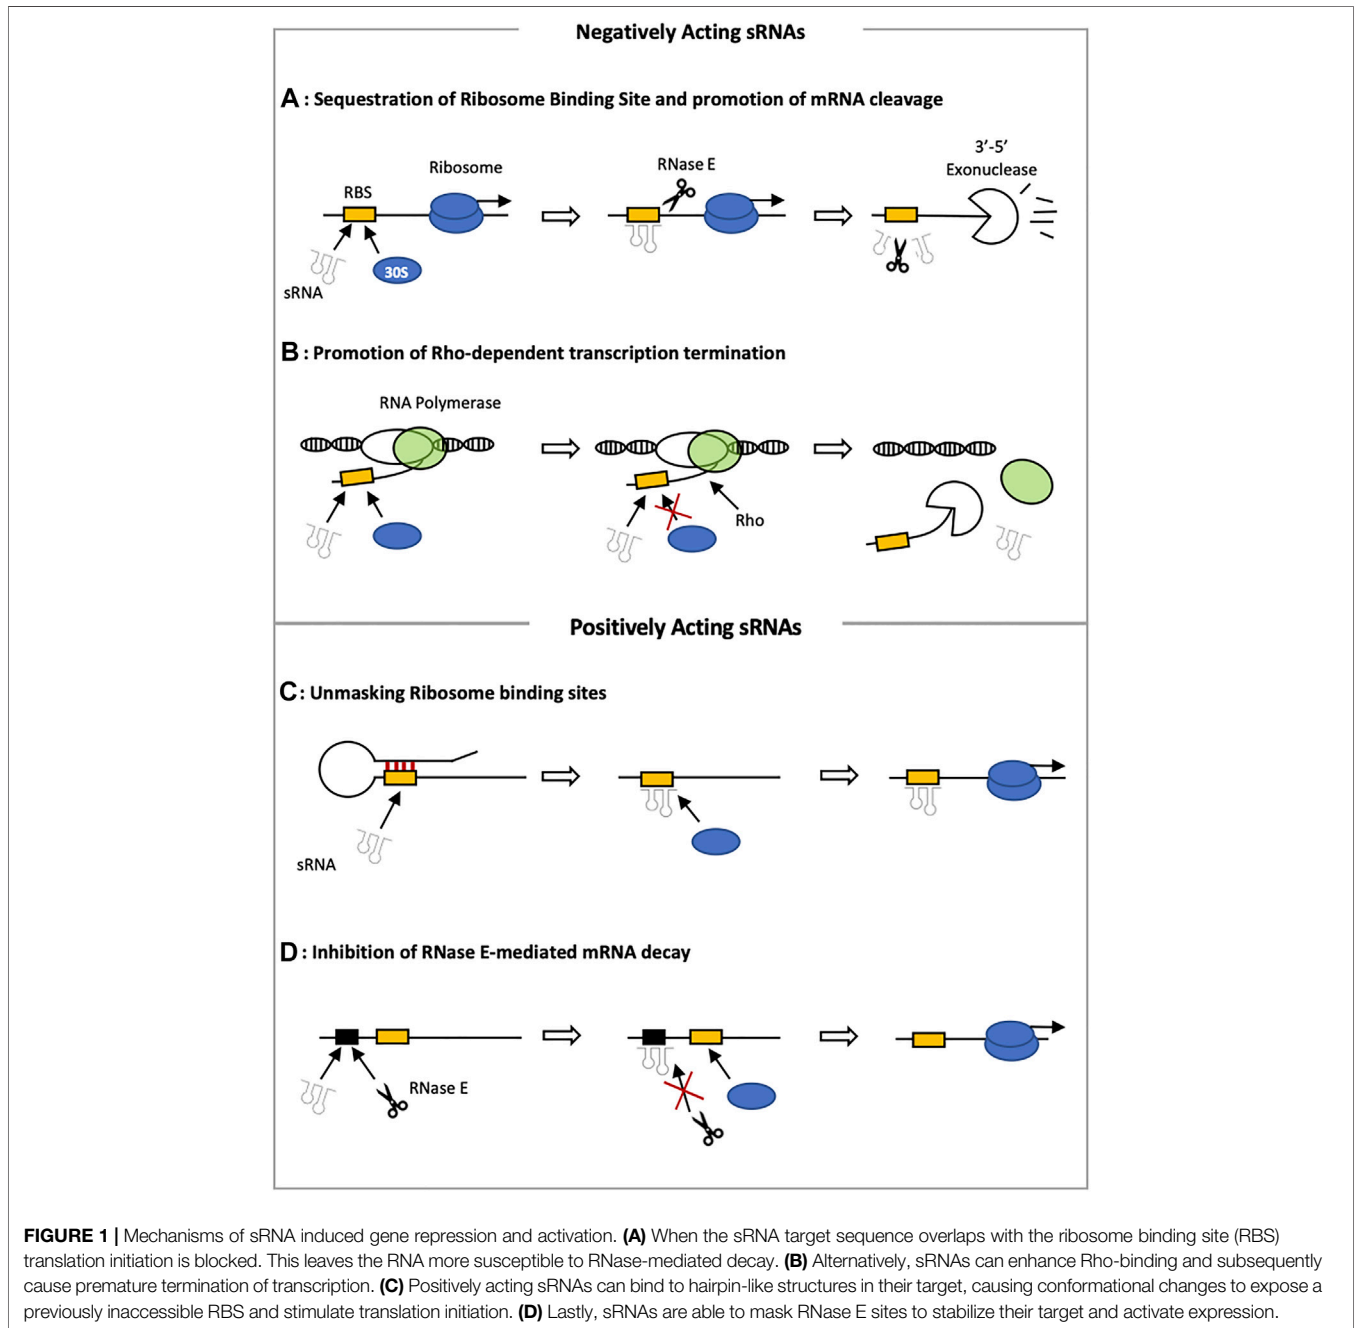 Negatively Acting sRNAs
A : Sequestration of Ribosome Binding Site and promotion of mRNA cleavage
RBS
Ribosome
30S
sRNA
RNase E
3’-5’
Exonuclease
B : Promotion of Rho-dependent transcription termination
RNA Polymerase
Rho
Positively Acting sRNAs
C : Unmasking Ribosome binding sites
sRNA
D : Inhibition of RNase E-mediated mRNA decay
RNase E
FIGURE 1 | Mechanisms of sRNA induced gene repression and activation. (A) When the sRNA target sequence overlaps with the ribosome binding site (RBS)
translation initiation is blocked. This leaves the RNA more susceptible to RNase-mediated decay. (B) Alternatively, sRNAs can enhance Rho-binding and subsequently
cause premature termination of transcription. (C) Positively acting sRNAs can bind to hairpin-like structures in their target, causing conformational changes to expose a
previously inaccessible RBS and stimulate translation initiation. (D) Lastly, sRNAs are able to mask RNase E sites to stabilize their target and activate expression.